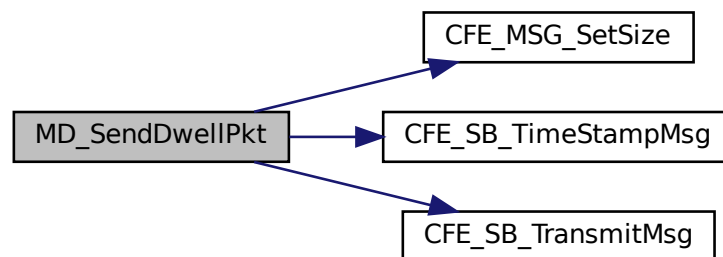 CFE_MSG_SetSize
MD_SendDwellPkt
CFE_SB_TimeStampMsg
CFE_SB_TransmitMsg